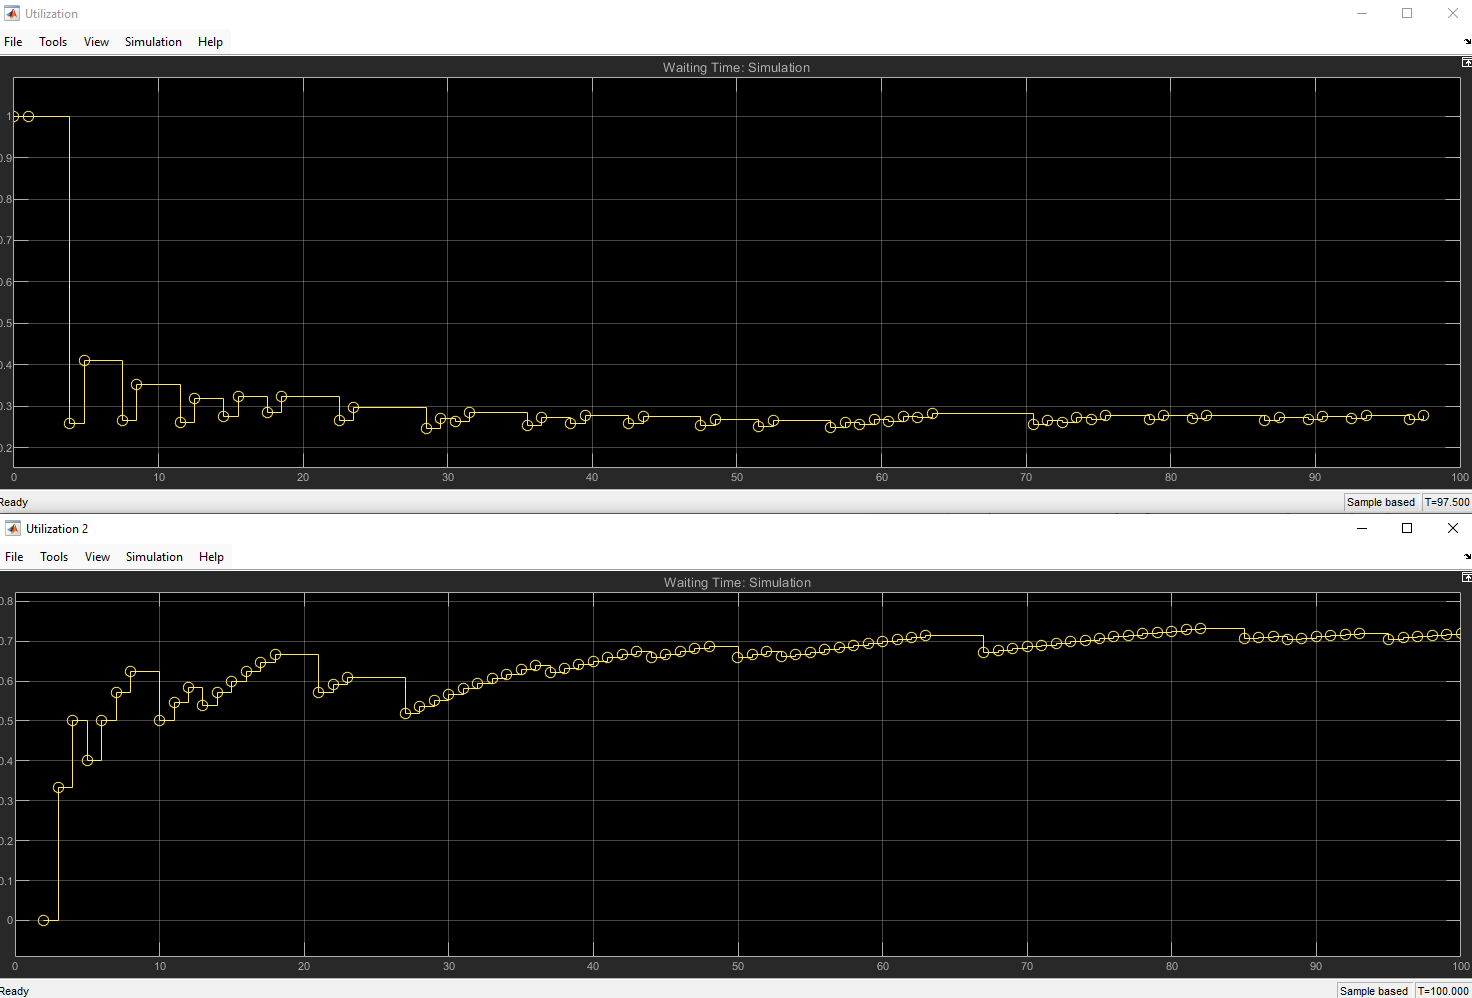 Utilization
File Tools View Simulation Help
Waiting Time: Simulation
1
0.9
0.8
0.7
0.6
0.5
0.4
0.3
0.2
0 10 20 30 40 50 60 70 80 90 100
Ready Sample based T=97.500
Utilization 2
File Tools View Simulation Help
Waiting Time: Simulation
0.8
0.7
0.6
0.5
0.4
0.3
0.2
0.1
0
0 10 20 30 40 50 60 70 80 90 100
Ready Sample based T=100.000